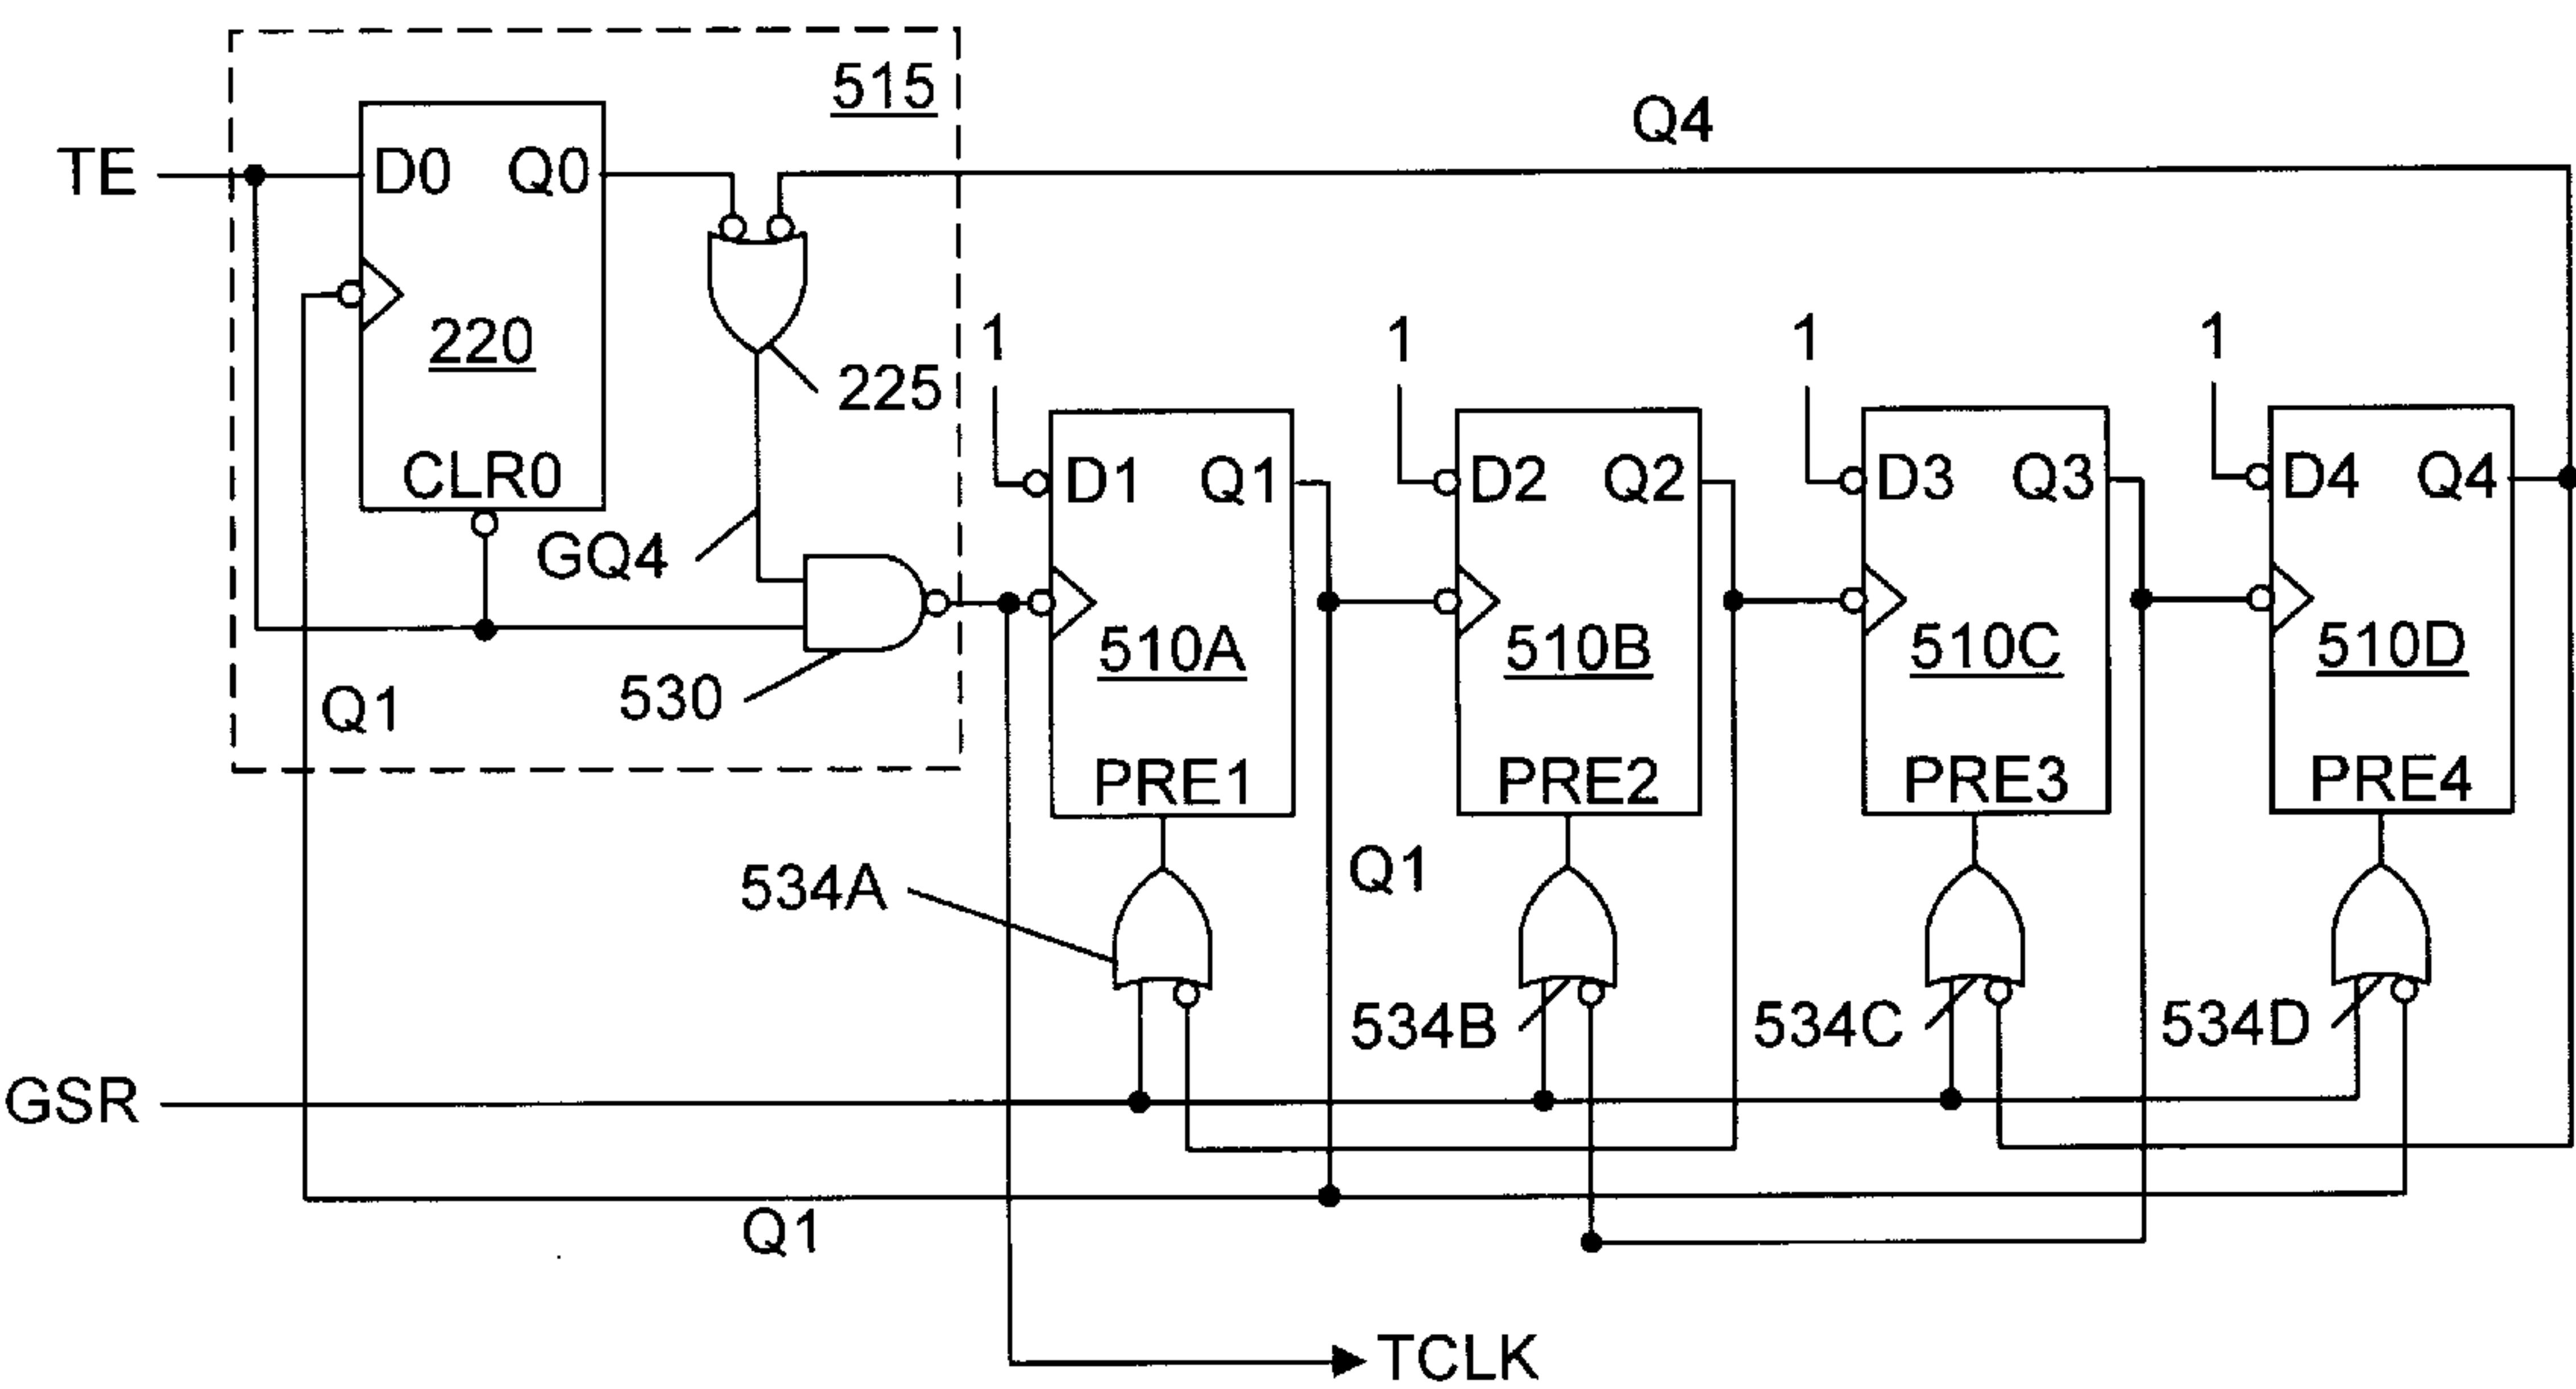 515
Q4
TE
D0 Q0
220
CLR0
225
GQ4
530
Q1
1 1 1 1
D1 Q1 D2 Q2 D3 Q3 D4 Q4
510A 510B 510C 510D
PRE1 PRE2 PRE3 PRE4
534A
Q1
534B 534C 534D
GSR
Q1
TCLK